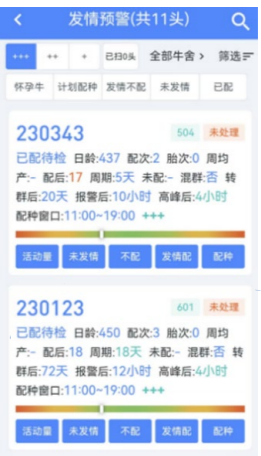 发情预警(共11头)
+++ ++ + 已扫0头 全部牛舍 筛选
怀孕牛 计划配种 发情不配 未发情 已配
230343 504 未处理
已配待检 日龄:437 配次:2 胎次:0 周均
产:- 配后:17 周期:5天 未配:- 混群:否 转
群后:20天 报警后:10小时 高峰后:4小时
配种窗口:11:00~19:00 +++
活动量 未发情 不配 发情配 配种
230123 601 未处理
已配待检 日龄:450 配次:3 胎次:0 周均
产:- 配后:18 周期:18天 未配:- 混群:否 转
群后:72天 报警后:12小时 高峰后:4小时
配种窗口:11:00~19:00 +++
活动量 未发情 不配 发情配 配种